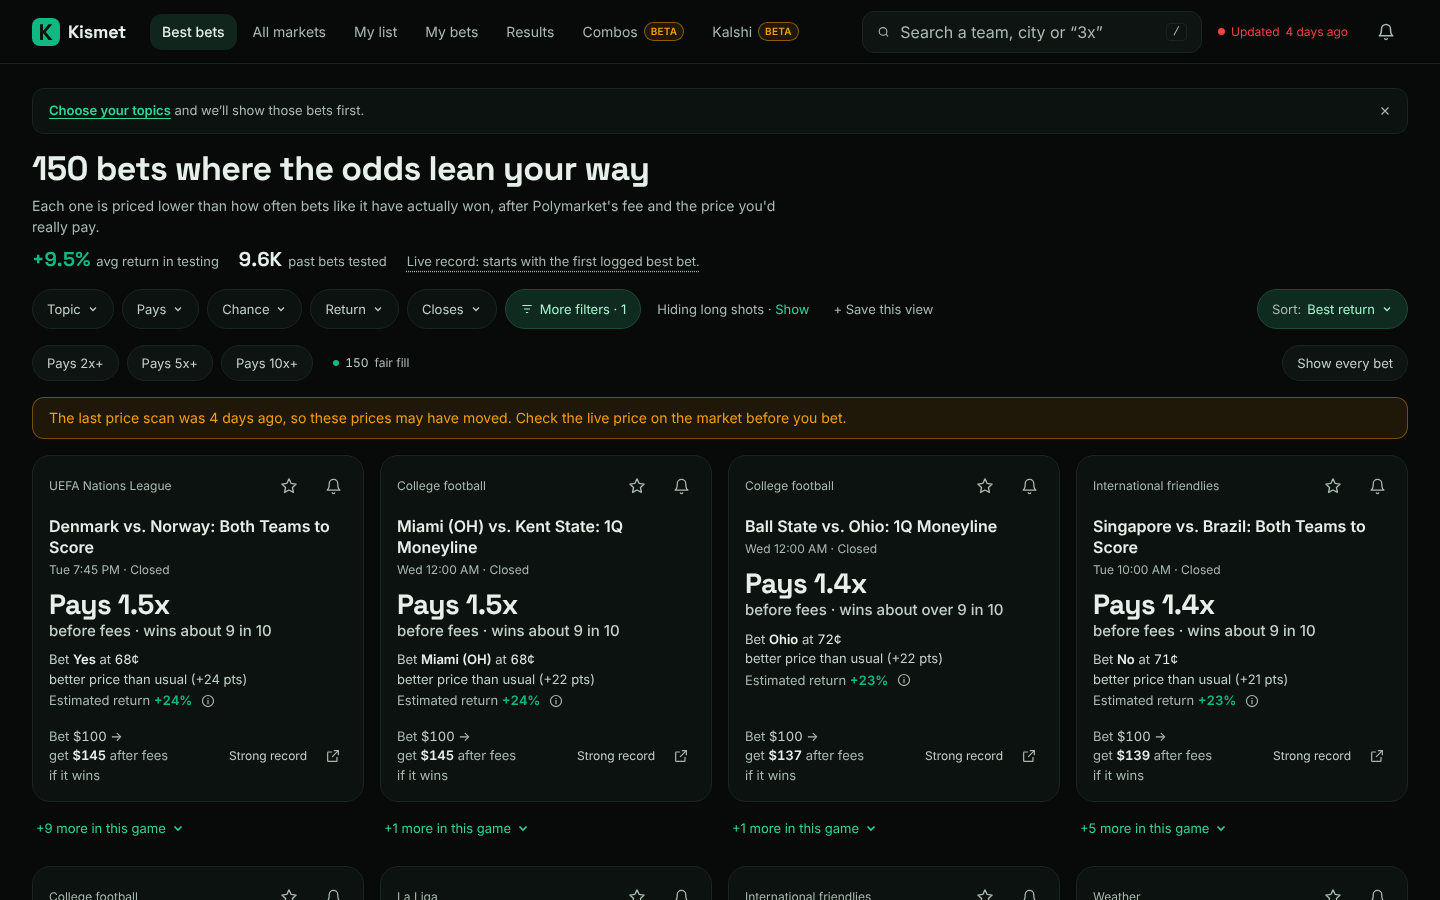 K Kismet
Best bets
All markets
My list
My bets
Results
Combos BETA
Kalshi BETA
Search a team, city or “3x”
/
Updated 4 days ago
Choose your topics and we’ll show those bets first.
150 bets where the odds lean your way
Each one is priced lower than how often bets like it have actually won, after Polymarket's fee and the price you'd
really pay.
+9.5% avg return in testing
9.6K past bets tested
Live record: starts with the first logged best bet.
Topic
Pays
Chance
Return
Closes
More filters · 1
Hiding long shots · Show
+ Save this view
Sort: Best return
Pays 2x+
Pays 5x+
Pays 10x+
150 fair fill
Show every bet
The last price scan was 4 days ago, so these prices may have moved. Check the live price on the market before you bet.
UEFA Nations League
Denmark vs. Norway: Both Teams to
Score
Tue 7:45 PM · Closed
Pays 1.5x
before fees · wins about 9 in 10
Bet Yes at 68¢
better price than usual (+24 pts)
Estimated return +24%
Bet $100 →
get $145 after fees
if it wins
Strong record
+9 more in this game
College football
Miami (OH) vs. Kent State: 1Q
Moneyline
Wed 12:00 AM · Closed
Pays 1.5x
before fees · wins about 9 in 10
Bet Miami (OH) at 68¢
better price than usual (+22 pts)
Estimated return +24%
Bet $100 →
get $145 after fees
if it wins
Strong record
+1 more in this game
College football
Ball State vs. Ohio: 1Q Moneyline
Wed 12:00 AM · Closed
Pays 1.4x
before fees · wins about over 9 in 10
Bet Ohio at 72¢
better price than usual (+22 pts)
Estimated return +23%
Bet $100 →
get $137 after fees
if it wins
Strong record
+1 more in this game
International friendlies
Singapore vs. Brazil: Both Teams to
Score
Tue 10:00 AM · Closed
Pays 1.4x
before fees · wins about 9 in 10
Bet No at 71¢
better price than usual (+21 pts)
Estimated return +23%
Bet $100 →
get $139 after fees
if it wins
Strong record
+5 more in this game
College football
La Liga
International friendlies
Weather